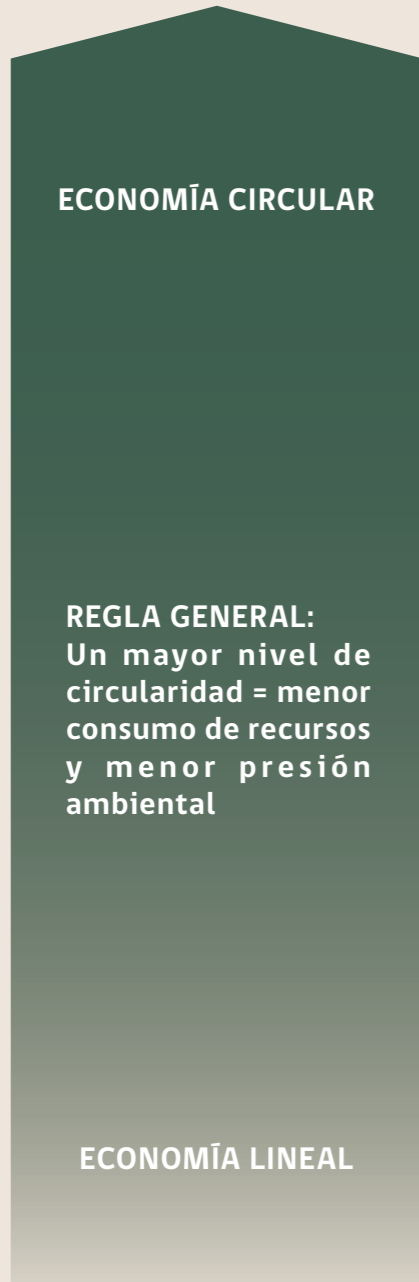 ECONOMÍA CIRCULAR
REGLA GENERAL:
Un mayor nivel de
circularidad = menor
consumo de recursos
y menor presión
ambiental
ECONOMÍA LINEAL